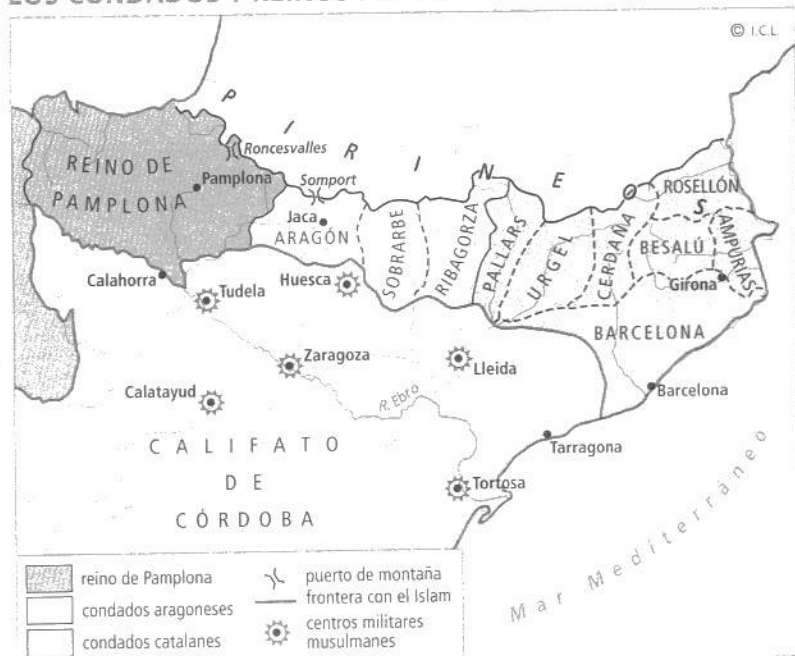 © I.C.L.
PIRINEOS
REINO DE
PAMPLONA
Roncesvalles
Pamplona
Somport
Jaca
ARAGÓN
SOBRARBE
RIBAGORZA
PALLARS
URGEL
CERDAÑA
ROSELLÓN
BESALÚ
AMPURIAS
Girona
BARCELONA
Calahorra
Tudela
Huesca
Zaragoza
Lleida
Barcelona
Calatayud
R. Ebro
Tarragona
Tortosa
CALIFATO
DE
CÓRDOBA
Mar Mediterráneo
reino de Pamplona
condados aragoneses
condados catalanes
puerto de montaña
frontera con el Islam
centros militares
musulmanes